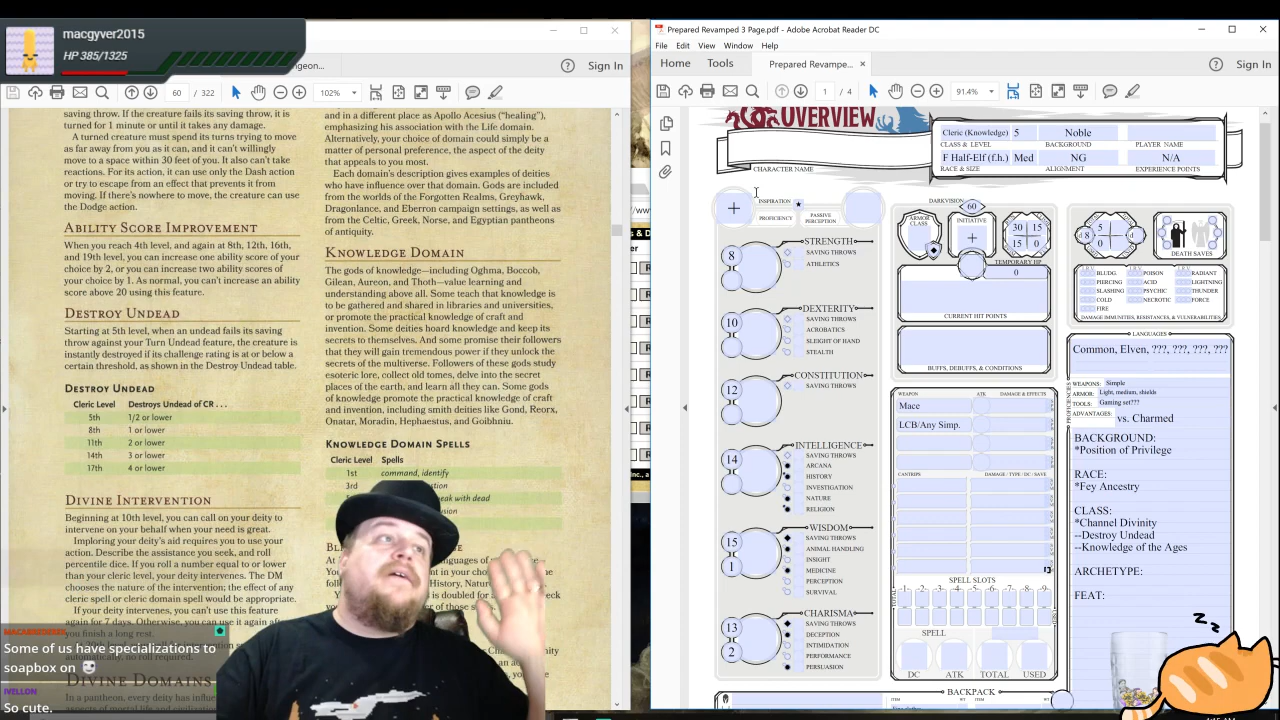 macgyver2015
HP 385/1325
ngeon...
Sign In
60 / 322
102%
saving throw. If the creature fails its saving throw, it is
turned for 1 minute or until it takes any damage.
A turned creature must spend its turns trying to move
as far away from you as it can, and it can't willingly
move to a space within 30 feet of you. It also can't take
reactions. For its action, it can use only the Dash action
or try to escape from an effect that prevents it from
moving. If there's nowhere to move, the creature can
use the Dodge action.
Ability Score Improvement
When you reach 4th level, and again at 8th, 12th, 16th,
and 19th level, you can increase one ability score of your
choice by 2, or you can increase two ability scores of
your choice by 1. As normal, you can't increase an ability
score above 20 using this feature.
Destroy Undead
Starting at 5th level, when an undead fails its saving
throw against your Turn Undead feature, the creature is
instantly destroyed if its challenge rating is at or below a
certain threshold, as shown in the Destroy Undead table.
Destroy Undead
Cleric Level Destroys Undead of CR . . .
5th 1/2 or lower
8th 1 or lower
11th 2 or lower
14th 3 or lower
17th 4 or lower
Divine Intervention
Beginning at 10th level, you can call on your deity to
intervene on your behalf when your need is great.
Imploring your deity's aid requires you to use your
action. Describe the assistance you seek, and roll
percentile dice. If you roll a number equal to or lower
than your cleric level, your deity intervenes. The DM
chooses the nature of the intervention; the effect of any
cleric spell or cleric domain spell would be appropriate.
If your deity intervenes, you can't use this feature
again for 7 days. Otherwise, you can use it again after
you finish a long rest.
Divine Domains
In a pantheon, every deity has influe
Some of us have specializations to
soapbox on
IVELLON
So cute.
and in a different place as Apollo Acesius ("healing"),
emphasizing his association with the Life domain.
Alternatively, your choice of domain could simply be a
matter of personal preference, the aspect of the deity
that appeals to you most.
Each domain's description gives examples of deities
who have influence over that domain. Gods are included
from the worlds of the Forgotten Realms, Greyhawk,
Dragonlance, and Eberron campaign settings, as well as
from the Celtic, Greek, Norse, and Egyptian pantheons
of antiquity.
Knowledge Domain
The gods of knowledge—including Oghma, Boccob,
Gilean, Aureon, and Thoth—value learning and
understanding above all. Some teach that knowledge is
to be gathered and shared in libraries and universities,
or promote the practical knowledge of craft and
invention. Some deities hoard knowledge and keep its
secrets to themselves. And some promise their followers
that they will gain tremendous power if they unlock the
secrets of the multiverse. Followers of these gods study
esoteric lore, collect old tomes, delve into the secret
places of the earth, and learn all they can. Some gods
of knowledge promote the practical knowledge of craft
and invention, including smith deities like Gond, Reorx,
Onatar, Moradin, Hephaestus, and Goibhniu.
Knowledge Domain Spells
Cleric Level Spells
1st command, identify
3rd
eak with dead
Prepared Revamped 3 Page.pdf - Adobe Acrobat Reader DC
File Edit View Window Help
Home Tools Prepared Revampe... ×
Sign In
1 / 4
91.4%
OVERVIEW
CHARACTER NAME
Cleric (Knowledge) 5 Noble
CLASS & LEVEL BACKGROUND PLAYER NAME
F Half-Elf (f.h.) Med NG N/A
RACE & SIZE ALIGNMENT EXPERIENCE POINTS
+ INSPIRATION
PROFICIENCY PASSIVE PERCEPTION
STRENGTH
8 SAVING THROWS
ATHLETICS
DEXTERITY
10 SAVING THROWS
ACROBATICS
SLEIGHT OF HAND
STEALTH
CONSTITUTION
12 SAVING THROWS
INTELLIGENCE
14 SAVING THROWS
ARCANA
HISTORY
INVESTIGATION
NATURE
RELIGION
WISDOM
15 SAVING THROWS
ANIMAL HANDLING
INSIGHT
1 MEDICINE
PERCEPTION
SURVIVAL
CHARISMA
13 SAVING THROWS
DECEPTION
INTIMIDATION
2 PERFORMANCE
PERSUASION
DARKVISION 60
ARMOR CLASS
INITIATIVE +
30 15
15 0
TEMPORARY HP
0
CURRENT HIT POINTS
BUFFS, DEBUFFS, & CONDITIONS
8 5 d
0
DEATH SAVES
BLUDG. POISON RADIANT
PIERCING ACID LIGHTNING
SLASHING PSYCHIC THUNDER
COLD NECROTIC FORCE
FIRE
DAMAGE IMMUNITIES, RESISTANCES, & VULNERABILITIES
WEAPON ATK DAMAGE & EFFECTS
Mace
LCB/Any Simp.
CANTRIPS DAMAGE / TYPE / DC / SAVE
SPELL SLOTS
-1- -2- -3- -4- -5- -6- -7- -8- -9-
SPELL
DC ATK TOTAL USED
LANGUAGES
Common, Elven, ???, ???, ???, ???
WEAPONS: Simple
ARMOR: Light, medium, shields
TOOLS: Gaming set???
ADVANTAGES: vs. Charmed
BACKGROUND:
*Position of Privilege
RACE:
*Fey Ancestry
CLASS:
*Channel Divinity
--Destroy Undead
--Knowledge of the Ages
ARCHETYPE:
FEAT:
BACKPACK
z z z